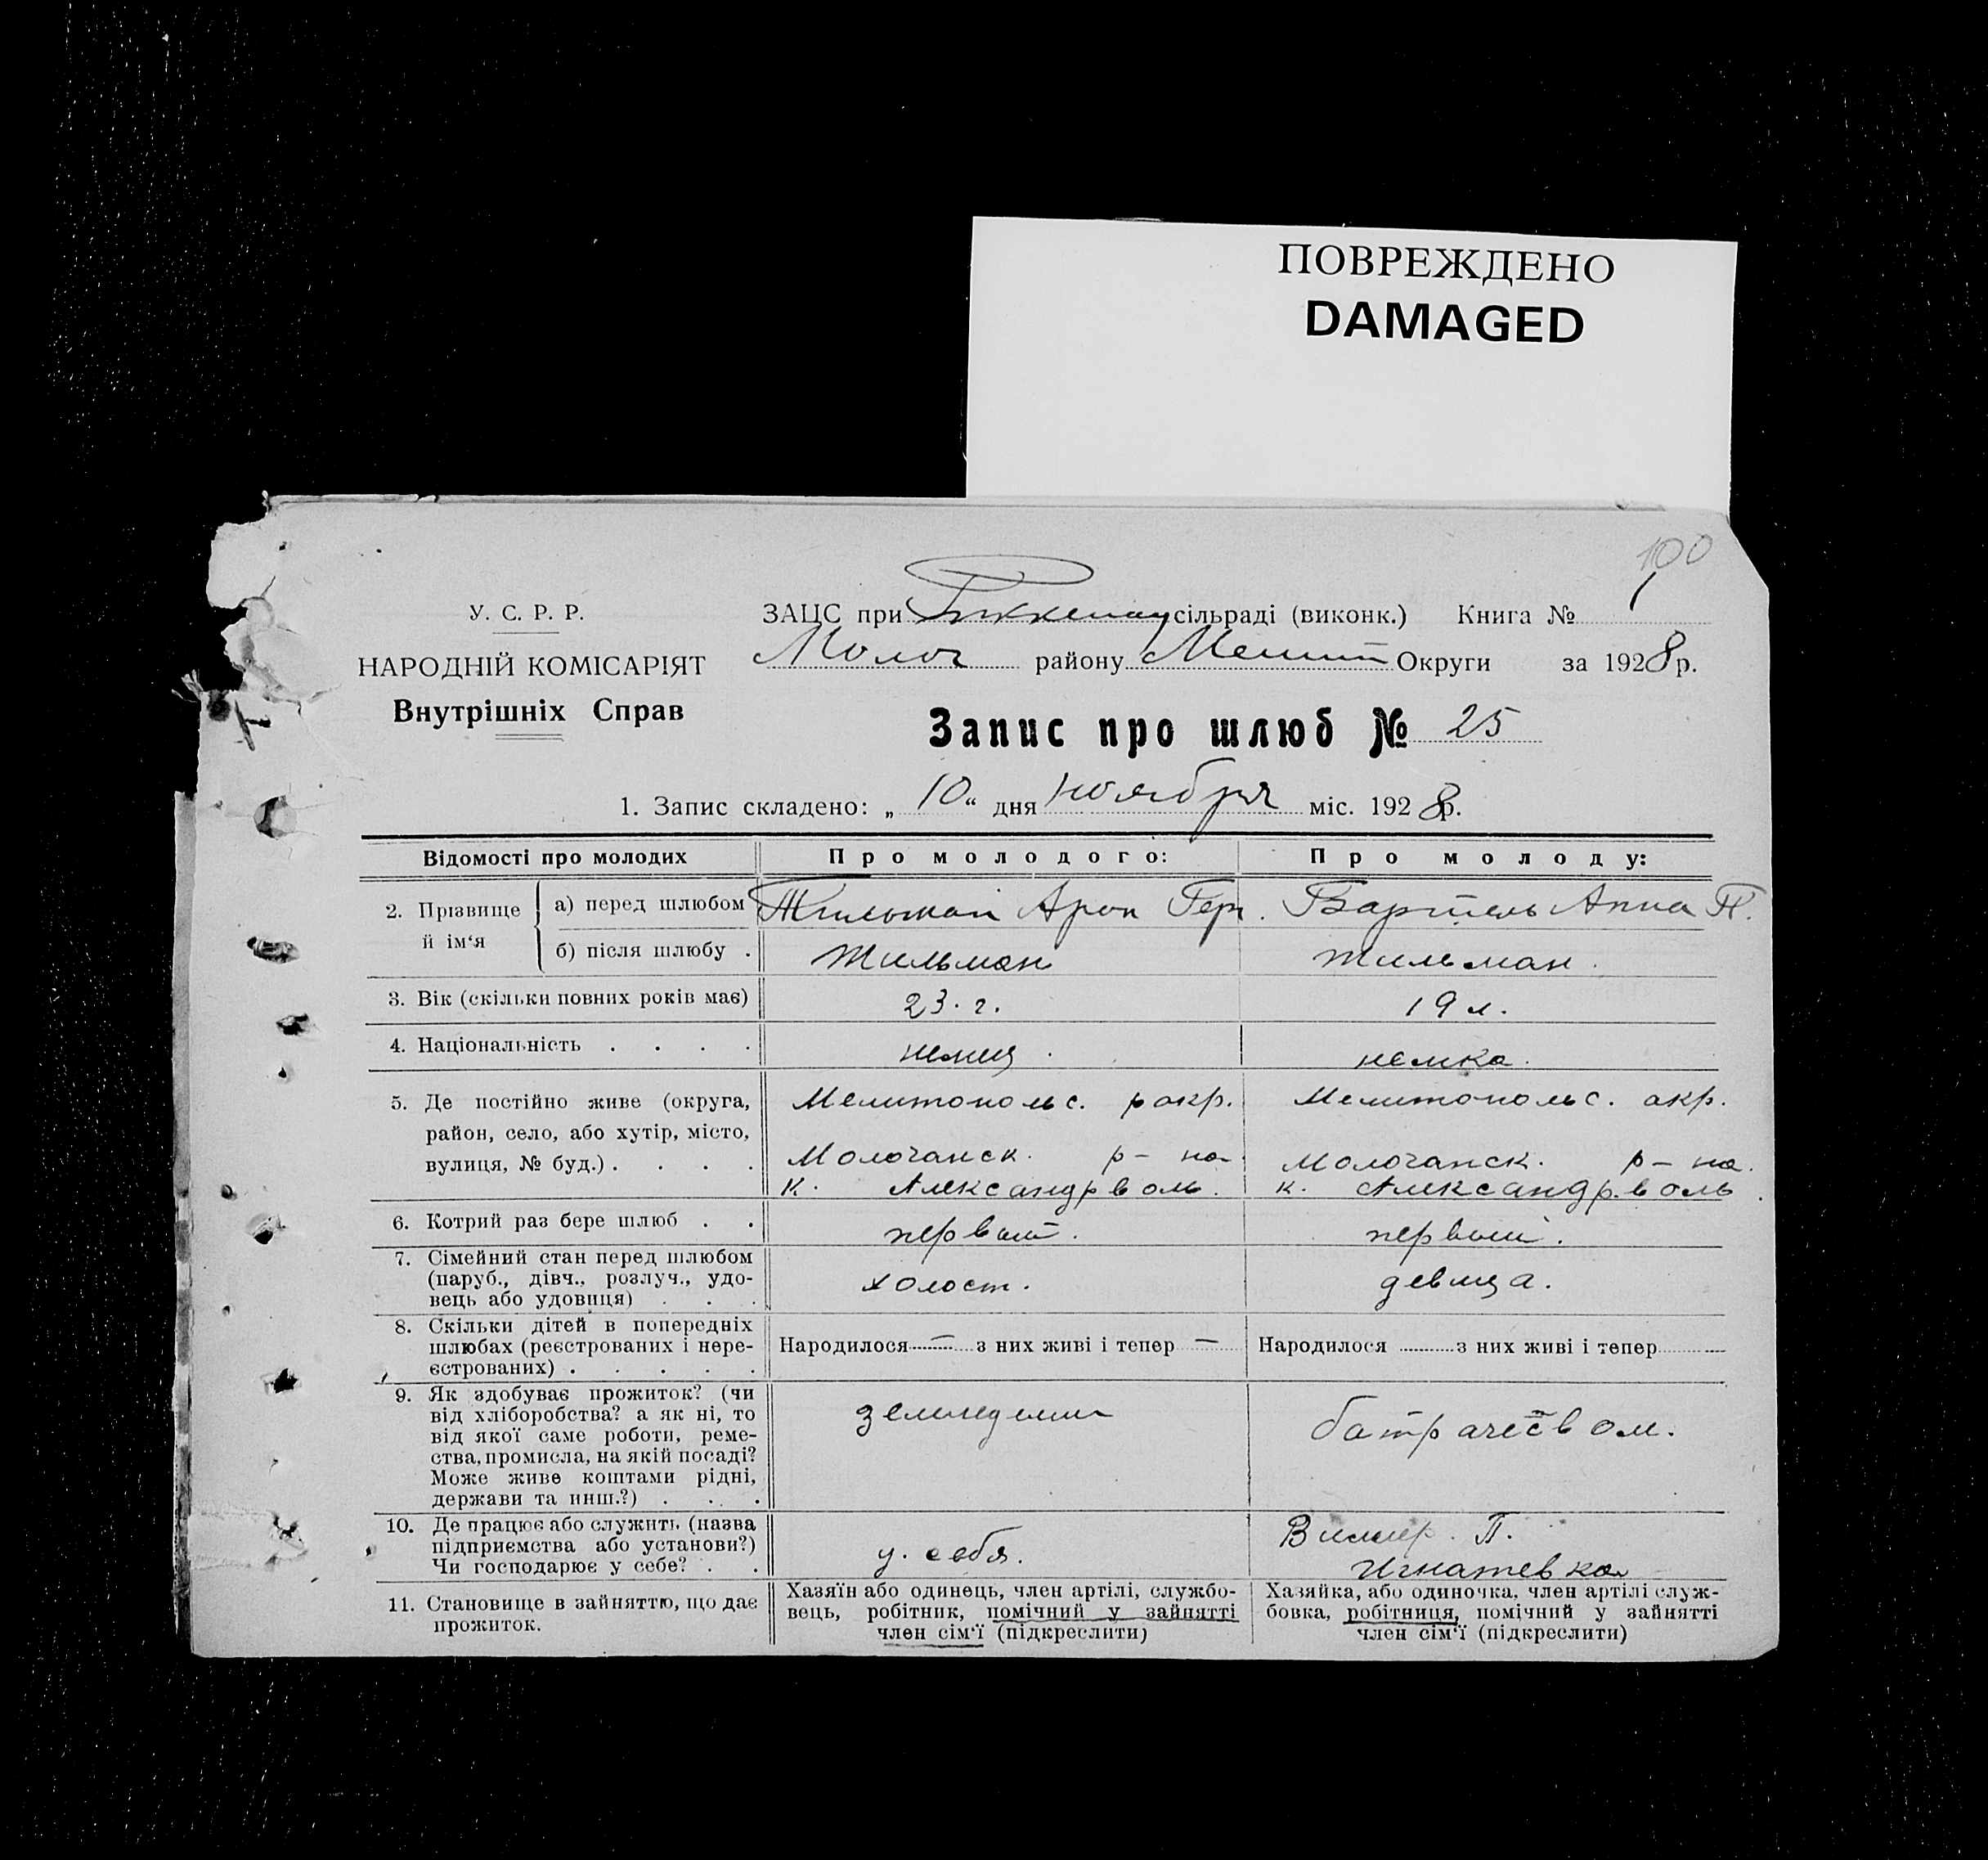 ПОВРЕЖДЕНО
DAMAGED
100
У. С. Р. Р.
ЗАЦС при Рікkенау сільраді (виконк.) Книга № 1
НАРОДНІЙ КОМІСАРІЯТ
Молоч району Мелит Округи за 1928 р.
Внутрішніх Справ
Запис про шлюб № 25
1. Запис складено: „ 10 “ дня ноября міс. 1928 р.
Відомості про молодих Про молодого: Про молоду:
2. Прізвище й ім‘я
а) перед шлюбом Тильман Арон Гер. Бартель Анна П.
б) після шлюбу . Тильман Тильман.
3. Вік (скільки повних років має) 23. г. 19 л.
4. Національність . . . . немец. немка.
5. Де постійно живе (округа, Мелитопольс. окр. Мелитопольс. окр.
район, село, або хутір, місто,
вулиця, № буд.) . . . . Молочанск. р-на Молочанск. р-на.
к. Александрволь. к. Александр.воль.
6. Котрий раз бере шлюб . . первый. первый.
7. Сімейний стан перед шлюбом
(паруб., дівч., розлуч., удо- холост. девица.
вець або удовиця) . . .
8. Скільки дітей в попередніх
шлюбах (реєстрованих і нере- Народилося — з них живі і тепер — Народилося з них живі і тепер —
єстрованих) . . . . .
9. Як здобуває прожиток? (чи
від хліборобства? а як ні, то земледелия батрачеством.
від якої саме роботи, реме-
ства, промисла, на якій посаді?
Може живе коштами рідні,
держави та инш.?) . . .
10. Де працює або служить (назва
підприємства або установи?) у. себя. П.
Чи господарює у себе? . . Игнатевка
11. Становище в зайняттю, що дає
прожиток.
Хазяїн або одинець, член артілі, службо-
вець, робітник, помічний у зайнятті
член сім‘ї (підкреслити)
Хазяйка, або одиночка, член артілі служ-
бовка, робітниця, помічний у зайнятті
член сім‘ї (підкреслити)